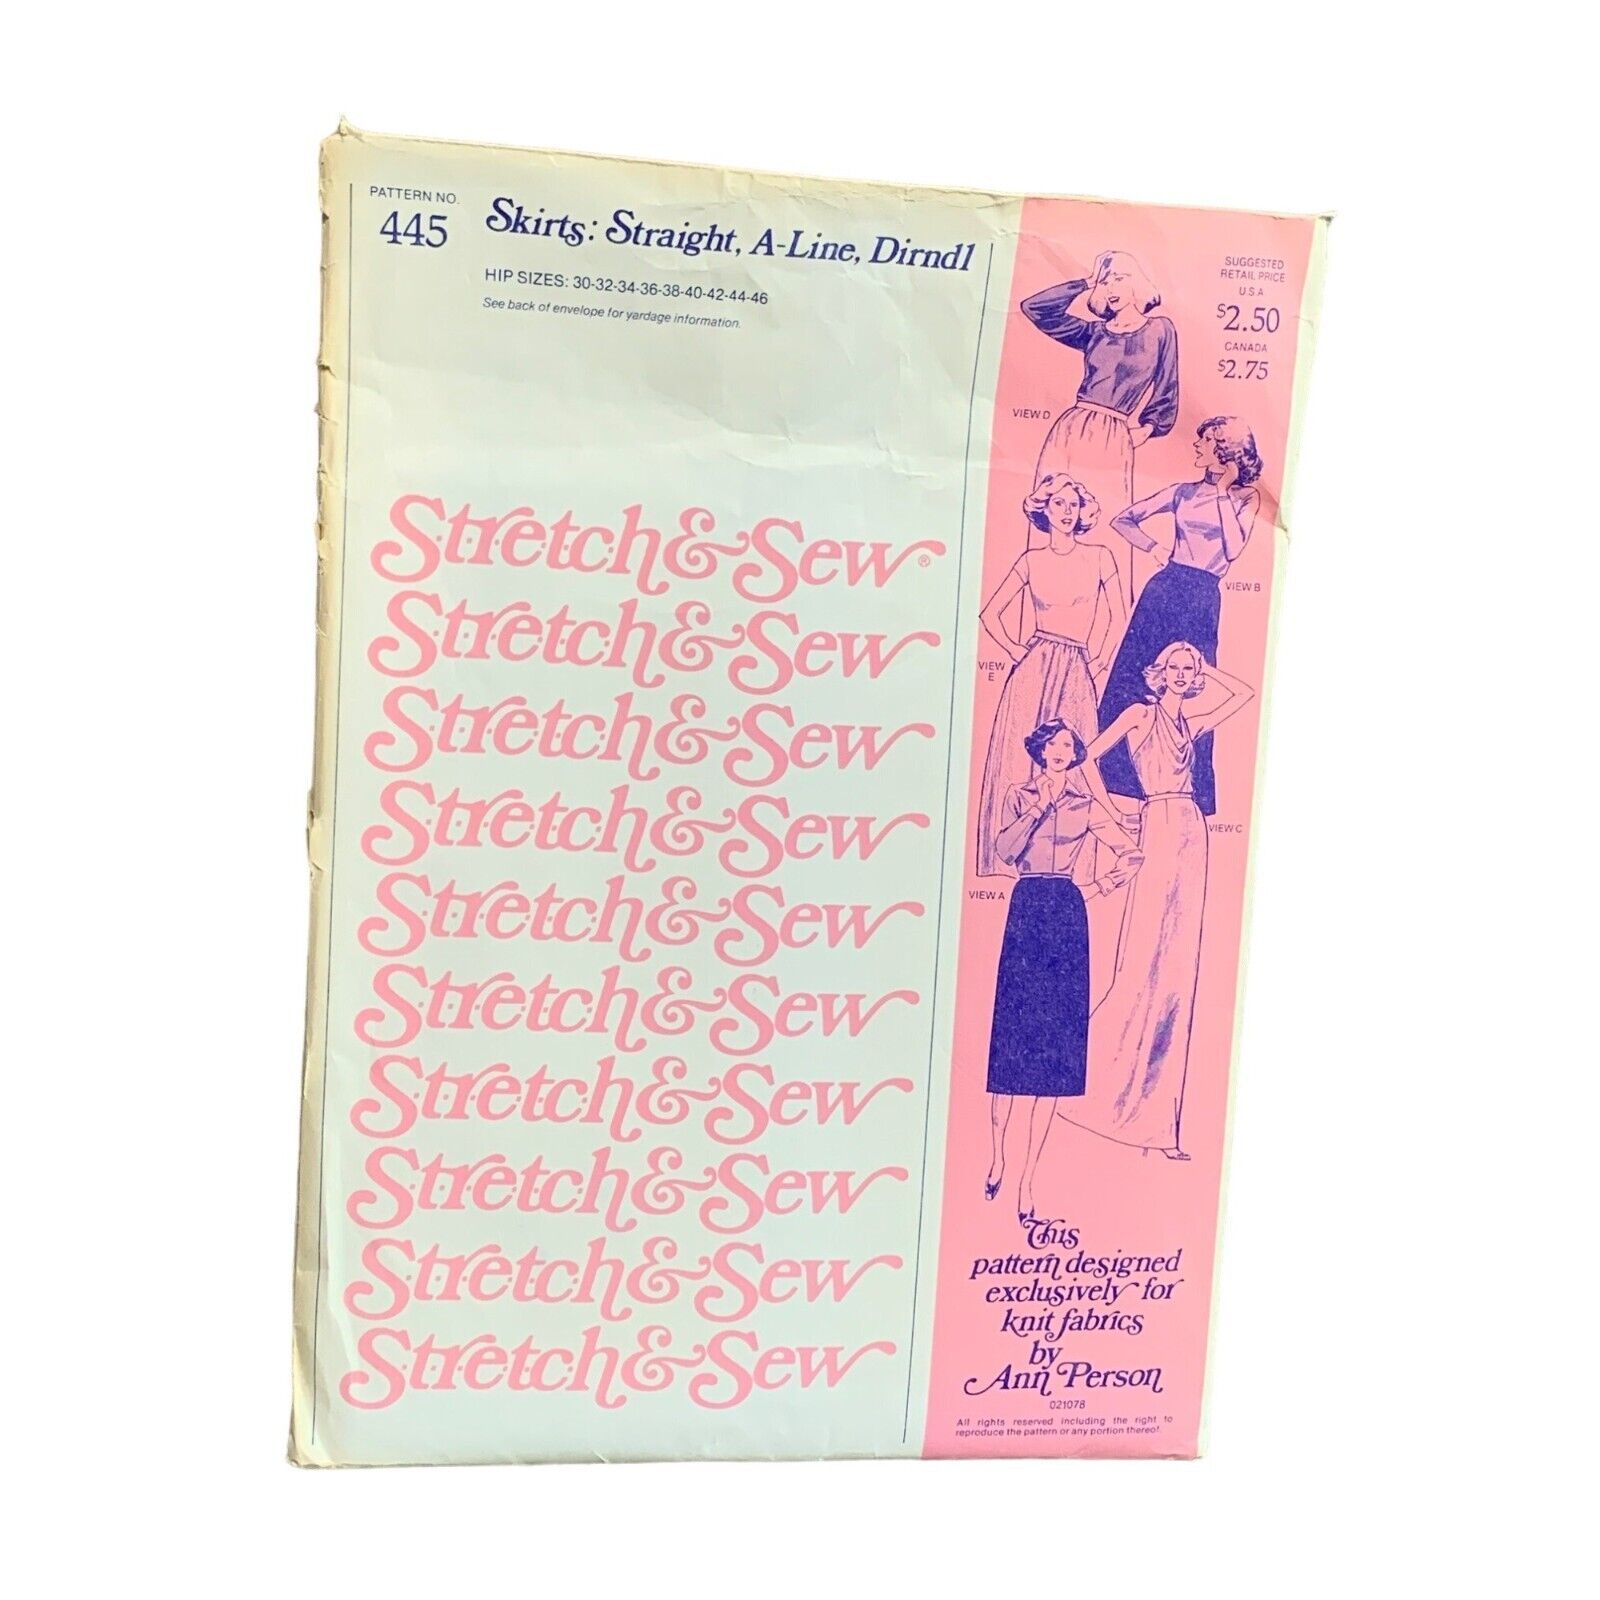 PATTERN NO.
445
Skirts: Straight, A-Line, Dirndl
HIP SIZES: 30-32-34-36-38-40-42-44-46
See back of envelope for yardage information.
Stretch & Sew®
Stretch & Sew
Stretch & Sew
Stretch & Sew
Stretch & Sew
Stretch & Sew
Stretch & Sew
Stretch & Sew
Stretch & Sew
Stretch & Sew
SUGGESTED
RETAIL PRICE
U.S.A
$2.50
CANADA
$2.75
VIEW D
VIEW B
VIEW
E
VIEW C
VIEW A
This
pattern designed
exclusively for
knit fabrics
by
Ann Person
021078
All rights reserved including the right to
reproduce the pattern or any portion thereof.